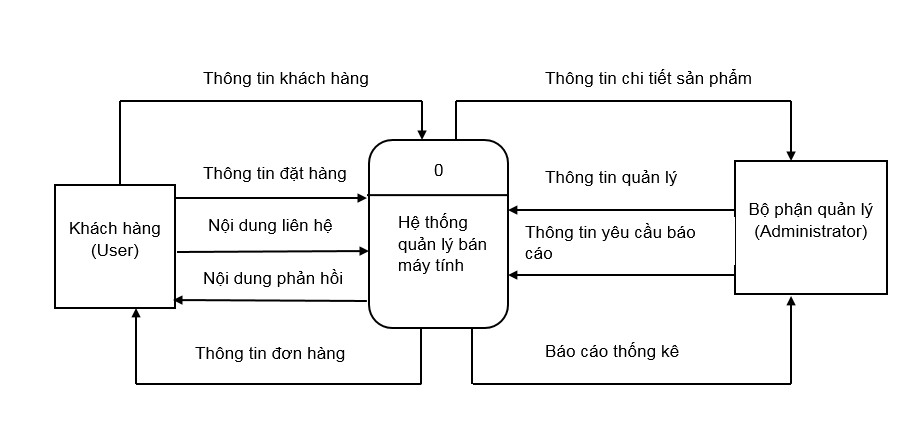 Thông tin khách hàng
Thông tin chi tiết sản phẩm
Thông tin đặt hàng
0
Thông tin quản lý
Khách hàng
(User)
Nội dung liên hệ
Hệ thống
quản lý bán
máy tính
Thông tin yêu cầu báo
cáo
Bộ phận quản lý
(Administrator)
Nội dung phản hồi
Thông tin đơn hàng
Báo cáo thống kê